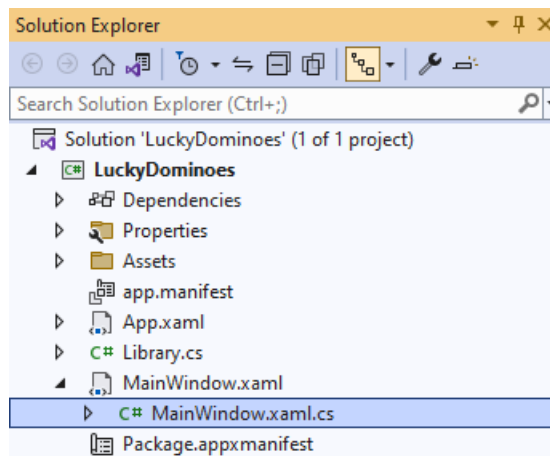 Solution Explorer
Search Solution Explorer (Ctrl+;)
Solution 'LuckyDominoes' (1 of 1 project)
C# LuckyDominoes
Dependencies
Properties
Assets
app.manifest
App.xaml
C# Library.cs
MainWindow.xaml
C# MainWindow.xaml.cs
Package.appxmanifest